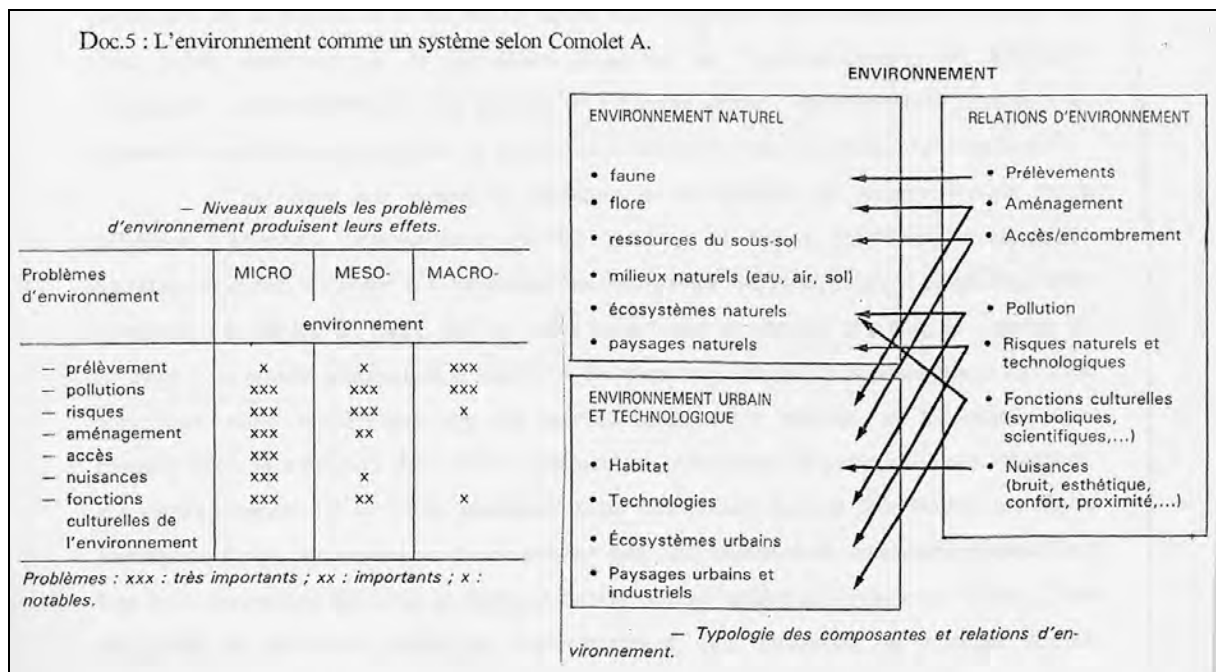 Doc.5 : L'environnement comme un système selon Comolet A.
— Niveaux auxquels les problèmes
d'environnement produisent leurs effets.
Problèmes MICRO MESO- MACRO-
d'environnement
environnement
— prélèvement x x xxx
— pollutions xx xx xxx
— risques xxx xxx x
— aménagement xxx xx
— accès xxx
— nuisances xxx x
— fonctions xxx xx x
culturelles de
l'environnement
Problèmes : xxx : très importants ; xx : importants ; x :
notables.
ENVIRONNEMENT
ENVIRONNEMENT NATUREL
• faune
• flore
• ressources du sous-sol
• milieux naturels (eau, air, sol)
• écosystèmes naturels
• paysages naturels
ENVIRONNEMENT URBAIN
ET TECHNOLOGIQUE
• Habitat
• Technologies
• Écosystèmes urbains
• Paysages urbains et
industriels
RELATIONS D'ENVIRONNEMENT
• Prélèvements
• Aménagement
• Accès/encombrement
• Pollution
• Risques naturels et
technologiques
• Fonctions culturelles
(symboliques,
scientifiques,...)
• Nuisances
(bruit, esthétique,
confort, proximité,...)
— Typologie des composantes et relations d'en-
vironnement.